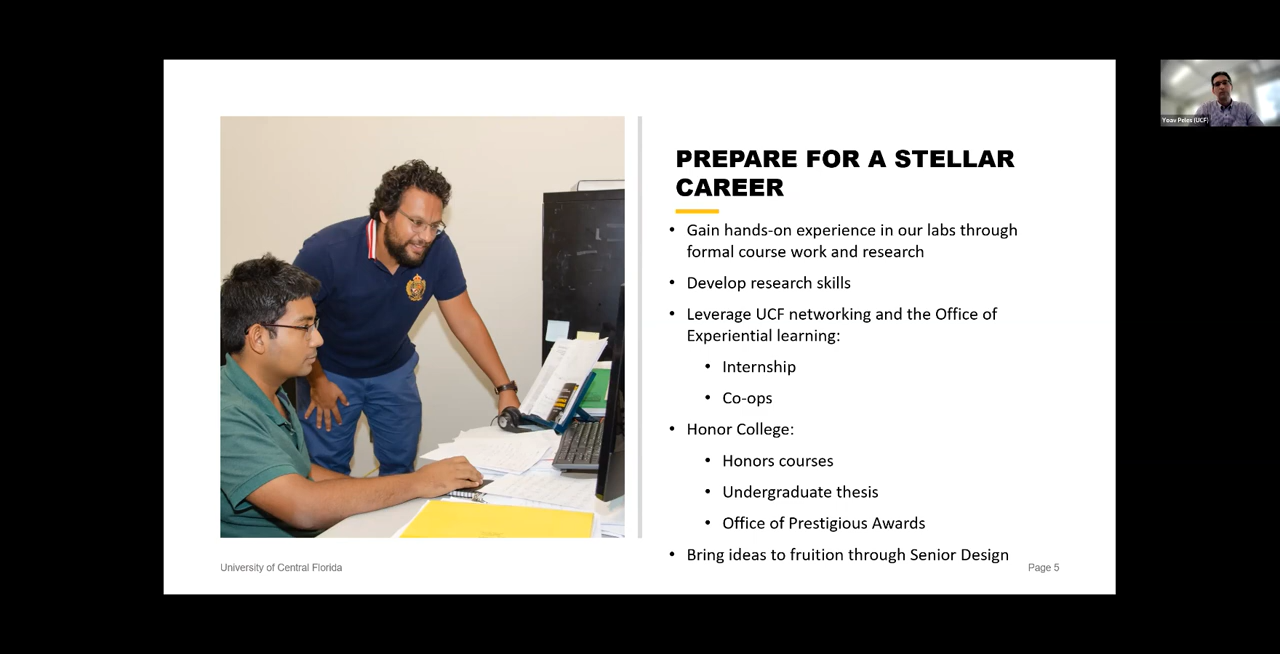 PREPARE FOR A STELLAR
CAREER
• Gain hands-on experience in our labs through
formal course work and research
• Develop research skills
• Leverage UCF networking and the Office of
Experiential learning:
• Internship
• Co-ops
• Honor College:
• Honors courses
• Undergraduate thesis
• Office of Prestigious Awards
• Bring ideas to fruition through Senior Design
University of Central Florida
Page 5
Yoav Peles (UCF)